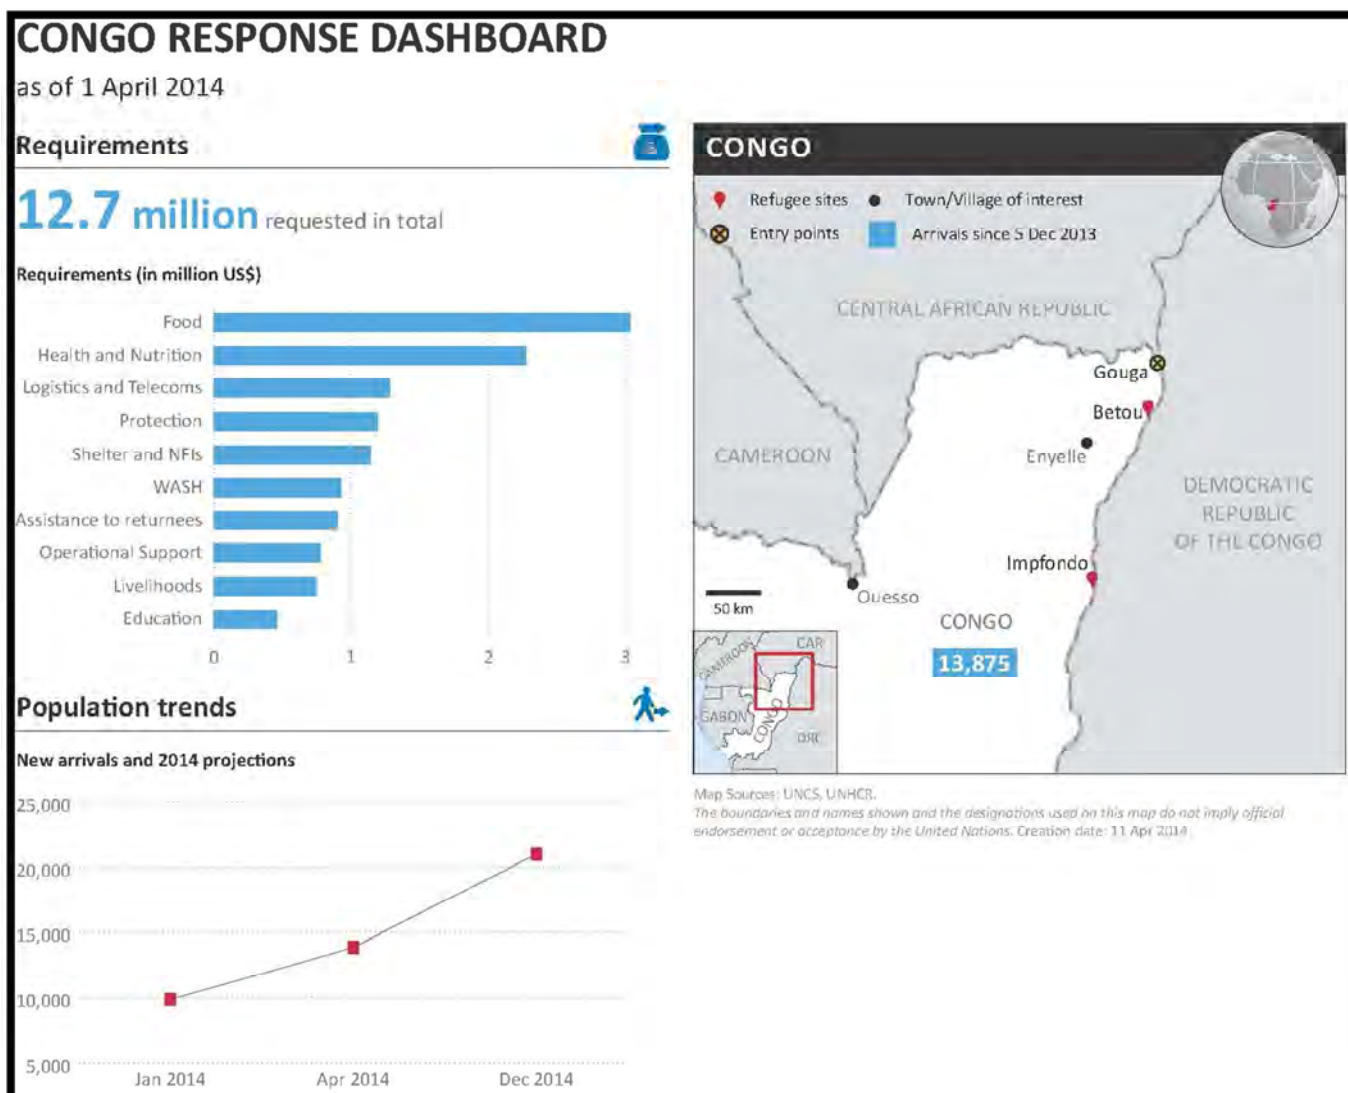 CONGO RESPONSE DASHBOARD
as of 1 April 2014
Requirements
12.7 million requested in total
Requirements (in million US$)
Food
Health and Nutrition
Logistics and Telecoms
Protection
Shelter and NFIs
WASH
Assistance to returnees
Operational Support
Livelihoods
Education
0 1 2 3
Population trends
New arrivals and 2014 projections
25,000
20,000
15,000
10,000
5,000
Jan 2014 Apr 2014 Dec 2014
CONGO
Refugee sites Town/Village of interest
Entry points Arrivals since 5 Dec 2013
CENTRAL AFRICAN REPUBLIC
Gouga
Betou
Enyelle
CAMEROON
DEMOCRATIC
REPUBLIC
OF THE CONGO
Impfondo
Ouesso
50 km
CONGO
13,875
CAR
CAMEROON
GABON
CONGO
DRC
Map Sources: UNCS, UNHCR.
The boundaries and names shown and the designations used on this map do not imply official
endorsement or acceptance by the United Nations. Creation date: 11 Apr 2014